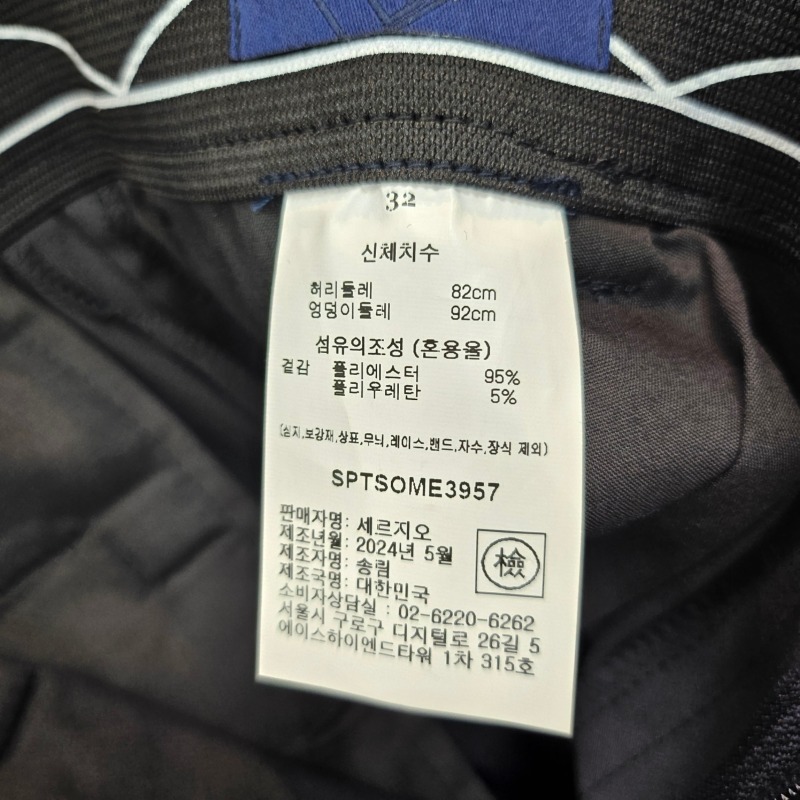 32
신체치수
허리둘레 82cm
엉덩이둘레 92cm
섬유의조성 (혼용율)
겉감 폴리에스터 95%
폴리우레탄 5%
(심지,보강재,상표,무늬,레이스,밴드,자수,장식 제외)
SPTSOME3957
판매자명: 세르지오
제조년월: 2024년 5월
제조자명: 송림
제조국명: 대한민국
檢
소비자상담실 : 02-6220-6262
서울시 구로구 디지털로 26길 5
에이스하이엔드타워 1차 315호